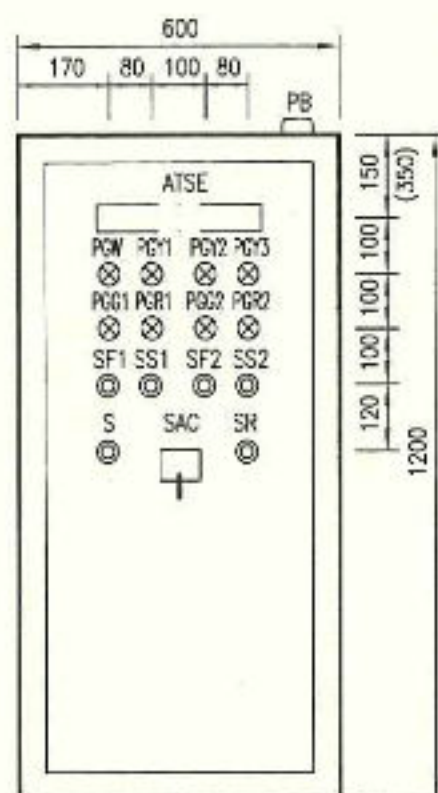 600
170 80 100 80
PB
ATSE
150
(350)
PGW PGY1 PGY2 PGY3
100
PGG1 PGR1 PGG2 PGR2
100
SF1 SS1 SF2 SS2
100
S SAC SR
120
1200